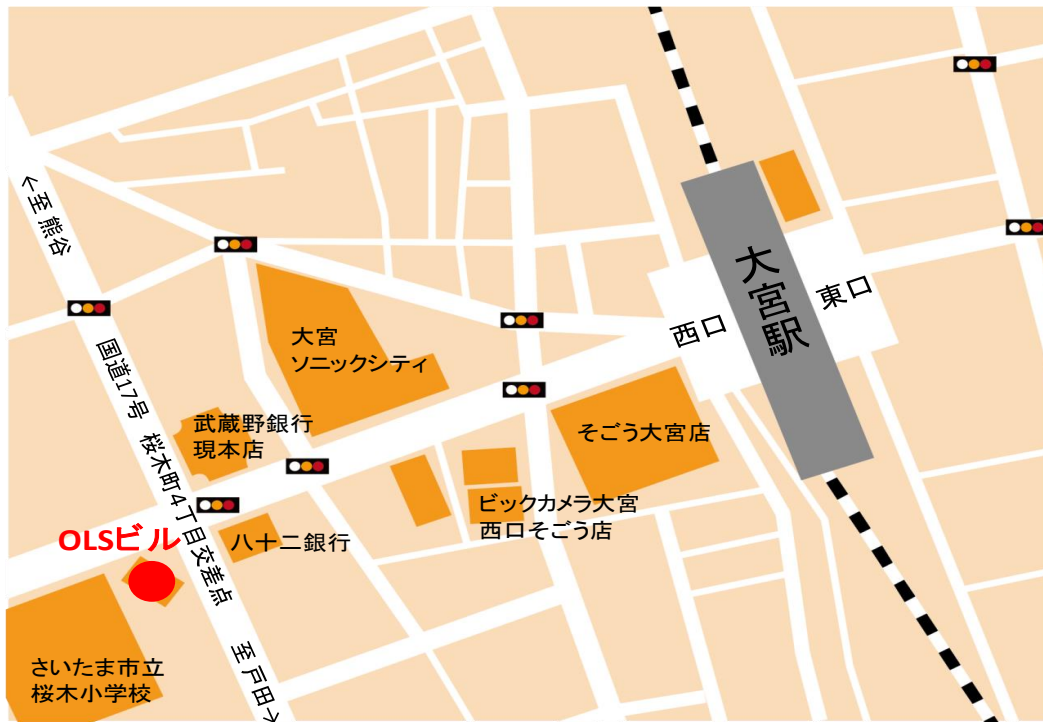 ←至 熊谷
大宮駅
東口
西口
大宮
ソニックシティ
国道17号 桜木町4丁目交差点
武蔵野銀行
現本店
そごう大宮店
ビックカメラ大宮
西口そごう店
八十二銀行
OLSビル
さいたま市立
桜木小学校
至 戸田→